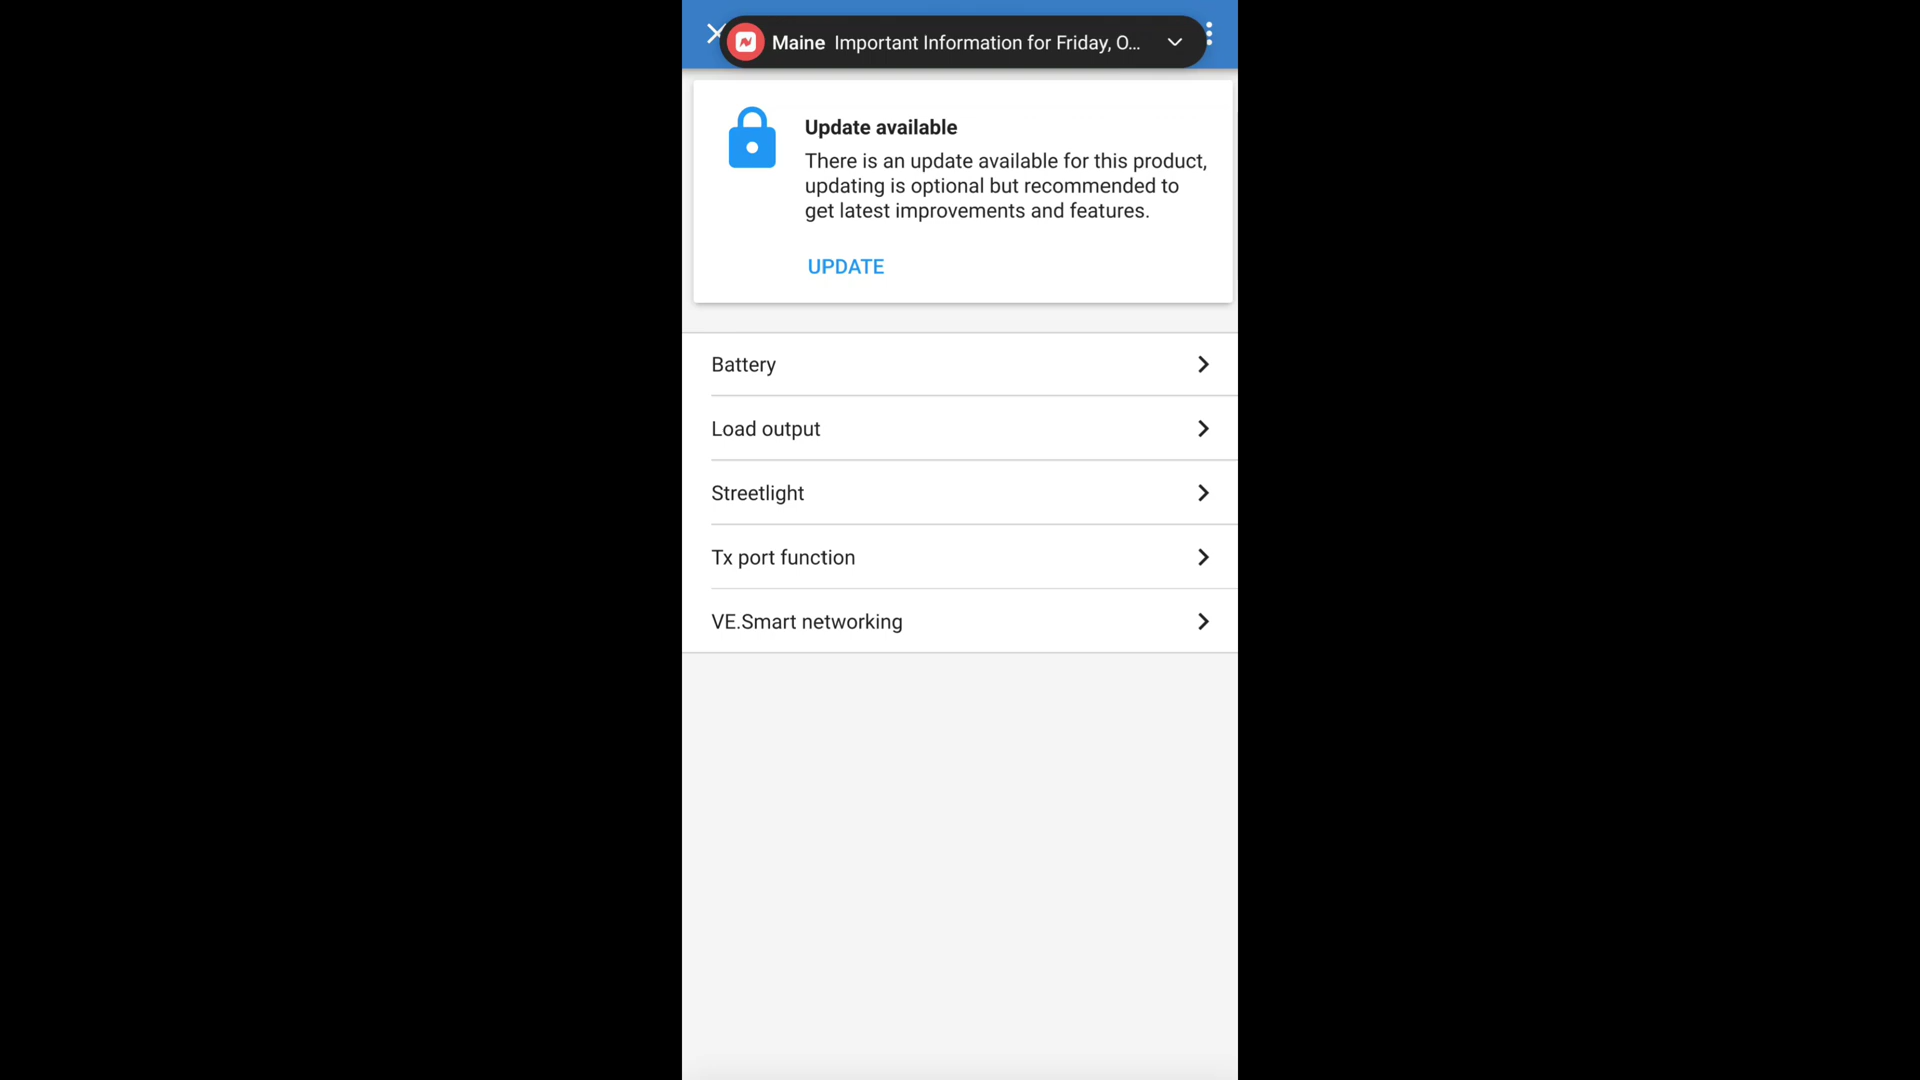 Maine Important Information for Friday, O...
Update available
There is an update available for this product,
updating is optional but recommended to
get latest improvements and features.
UPDATE
Battery
Load output
Streetlight
Tx port function
VE.Smart networking